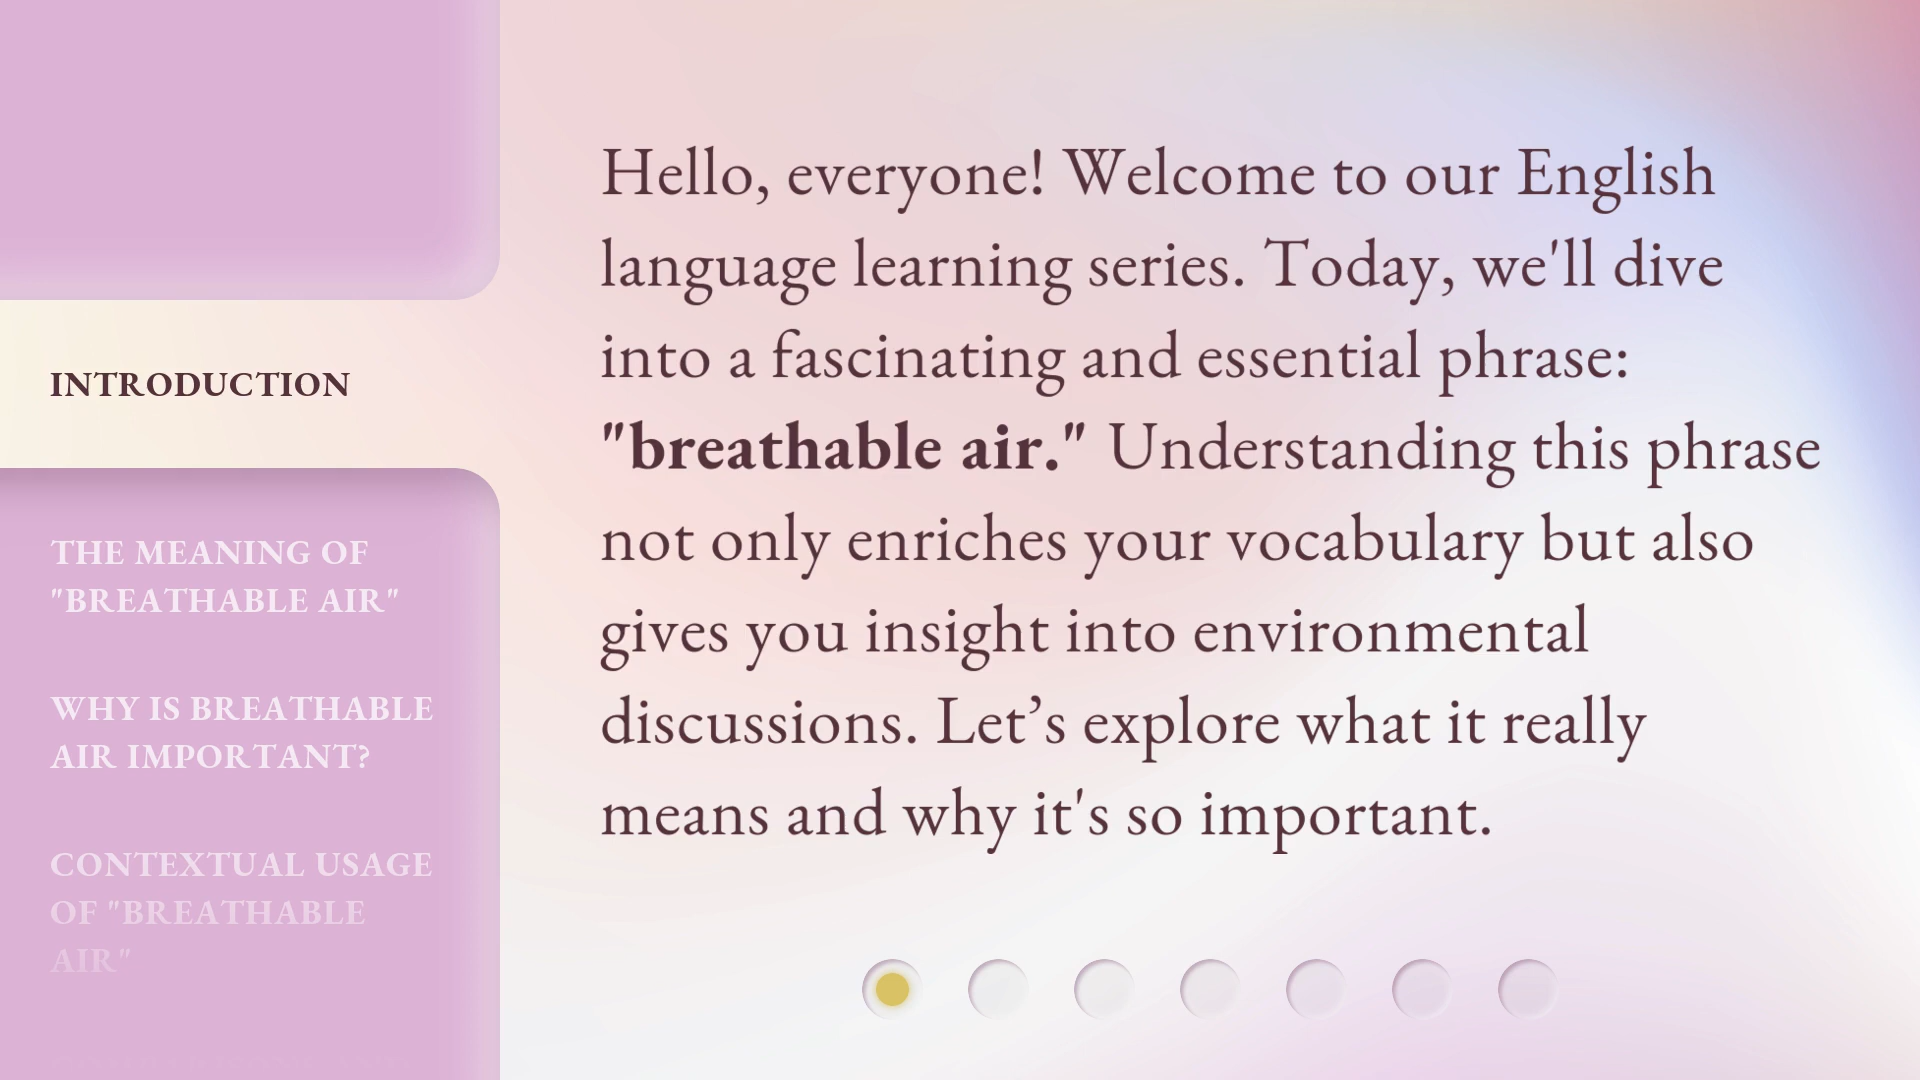 INTRODUCTION
THE MEANING OF
"BREATHABLE AIR"
WHY IS BREATHABLE
AIR IMPORTANT?
CONTEXTUAL USAGE
OF "BREATHABLE
AIR"
Hello, everyone! Welcome to our English
language learning series. Today, we'll dive
into a fascinating and essential phrase:
"breathable air." Understanding this phrase
not only enriches your vocabulary but also
gives you insight into environmental
discussions. Let’s explore what it really
means and why it's so important.